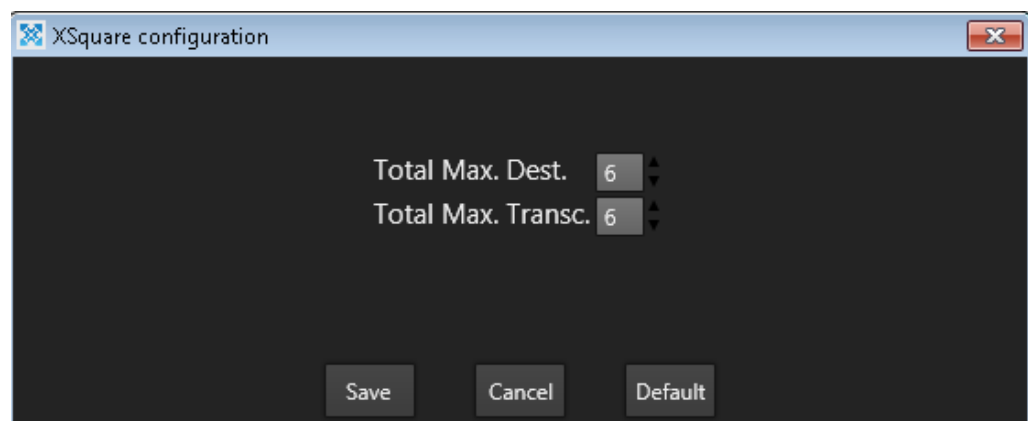 XSquare configuration
Total Max. Dest. 6
Total Max. Transc. 6
Save Cancel Default